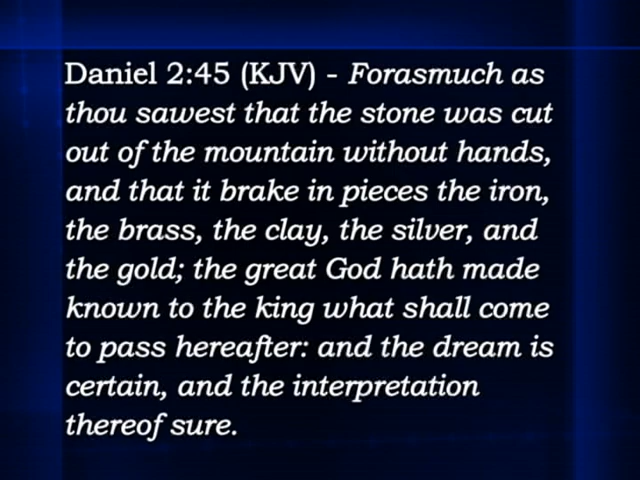 Daniel 2:45 (KJV) - Forasmuch as
thou sawest that the stone was cut
out of the mountain without hands,
and that it brake in pieces the iron,
the brass, the clay, the silver, and
the gold; the great God hath made
known to the king what shall come
to pass hereafter: and the dream is
certain, and the interpretation
thereof sure.